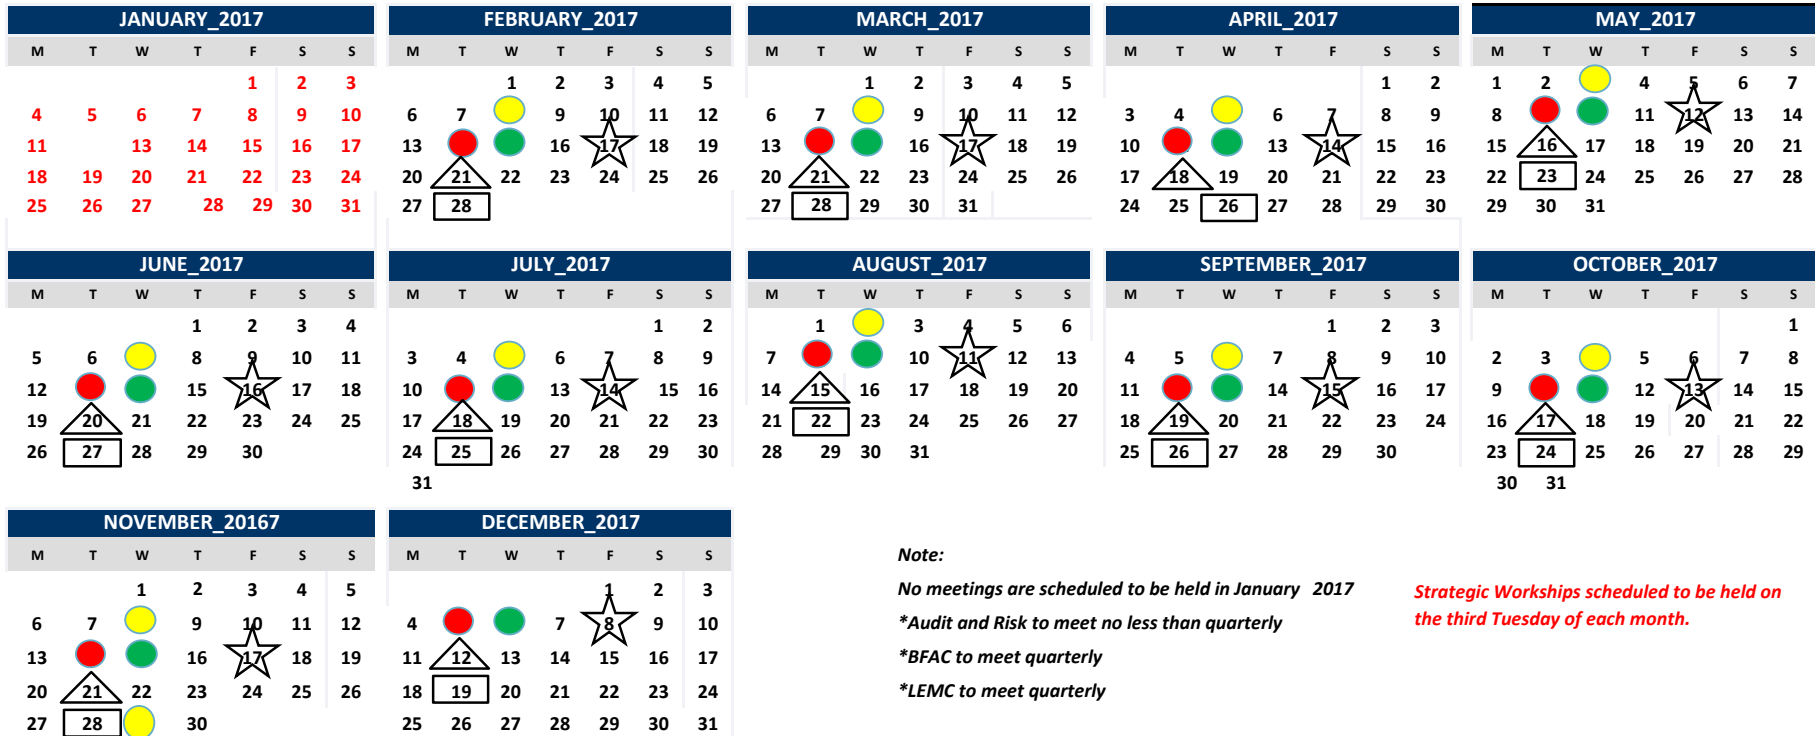 JANUARY_2017 FEBRUARY_2017 MARCH_2017 APRIL_2017 MAY_2017
M T W T F S S M T W T F S S M T W T F S S M T W T F S S M T W T F S S
1 2 3 1 2 3 4 5 1 2 3 4 5 1 2 1 2 4 5 6 7
4 5 6 7 8 9 10 6 7 9 10 11 12 6 7 9 10 11 12 3 4 6 7 8 9 8 11 12 13 14
11 13 14 15 16 17 13 16 17 18 19 13 16 17 18 19 10 13 14 15 16 15 16 17 18 19 20 21
18 19 20 21 22 23 24 20 21 22 23 24 25 26 20 21 22 23 24 25 26 17 18 19 20 21 22 23 22 23 24 25 26 27 28
25 26 27 28 29 30 31 27 28 27 28 29 30 31 24 25 26 27 28 29 30 29 30 31
JUNE_2017 JULY_2017 AUGUST_2017 SEPTEMBER_2017 OCTOBER_2017
M T W T F S S M T W T F S S M T W T F S S M T W T F S S M T W T F S S
1 2 3 4 1 2 1 3 4 5 6 1 2 3 1
5 6 8 9 10 11 3 4 6 7 8 9 7 10 11 12 13 4 5 7 8 9 10 2 3 5 6 7 8
12 15 16 17 18 10 13 14 15 16 14 15 16 17 18 19 20 11 14 15 16 17 9 12 13 14 15
19 20 21 22 23 24 25 17 18 19 20 21 22 23 21 22 23 24 25 26 27 18 19 20 21 22 23 24 16 17 18 19 20 21 22
26 27 28 29 30 24 25 26 27 28 29 30 28 29 30 31 25 26 27 28 29 30 23 24 25 26 27 28 29
31 30 31
NOVEMBER_20167 DECEMBER_2017
M T W T F S S M T W T F S S
1 2 3 4 5 1 2 3
6 7 9 10 11 12 4 7 8 9 10
13 16 17 18 19 11 12 13 14 15 16 17
20 21 22 23 24 25 26 18 19 20 21 22 23 24
27 28 30 25 26 27 28 29 30 31
Note:
No meetings are scheduled to be held in January 2017
*Audit and Risk to meet no less than quarterly
*BFAC to meet quarterly
*LEMC to meet quarterly
Strategic Workships scheduled to be held on
the third Tuesday of each month.